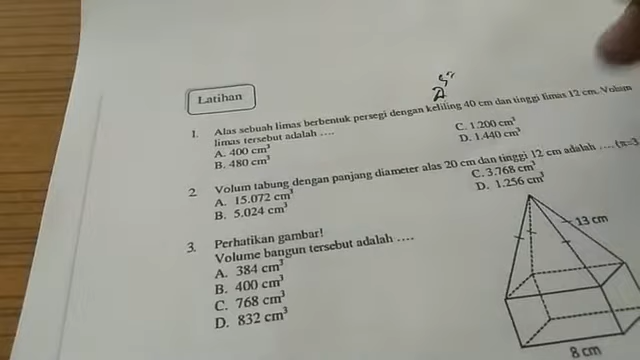 Latihan
1. Alas sebuah limas berbentuk persegi dengan keliling 40 cm dan tinggi limas 12 cm. Volum
limas tersebut adalah ....
A. 400 cm³
B. 480 cm³
C. 1.200 cm³
D. 1.440 cm³
2. Volum tabung dengan panjang diameter alas 20 cm dan tinggi 12 cm adalah .... (π=3,
A. 15.072 cm³
B. 5.024 cm³
C. 3.768 cm³
D. 1.256 cm³
3. Perhatikan gambar!
Volume bangun tersebut adalah ....
A. 384 cm³
B. 400 cm³
C. 768 cm³
D. 832 cm³
13 cm
8 cm